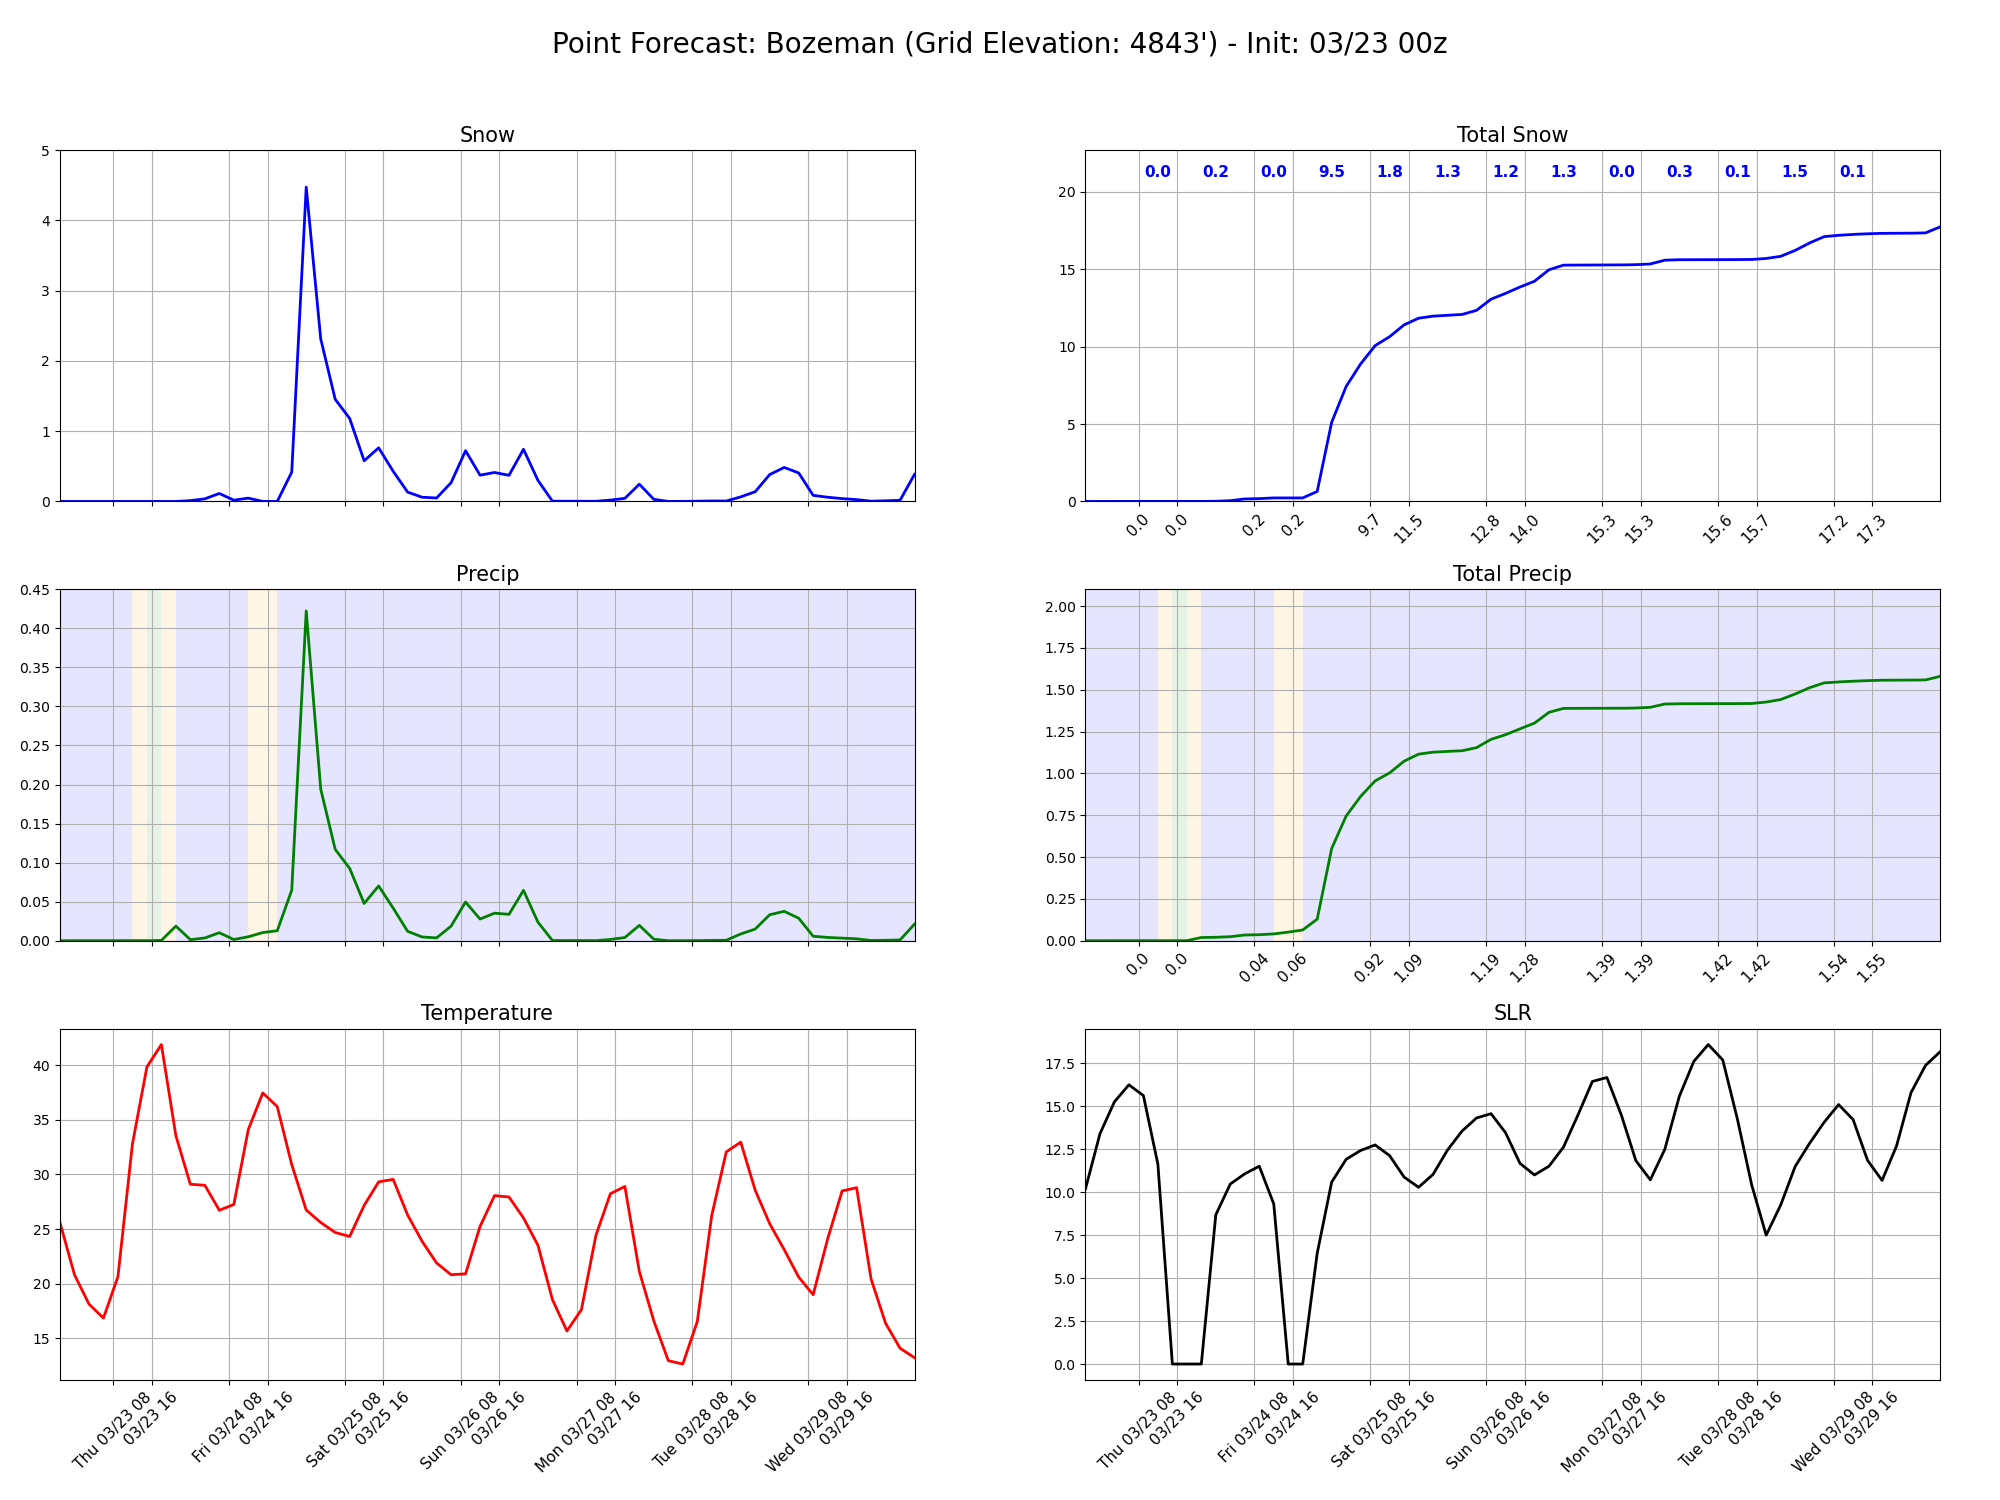 Point Forecast: Bozeman (Grid Elevation: 4843') - Init: 03/23 00z
Snow
5
4
3
2
1
0
Total Snow
0.0 0.2 0.0 9.5 1.8 1.3 1.2 1.3 0.0 0.3 0.1 1.5 0.1
20
15
10
5
0
0.0 0.0 0.2 0.2 9.7 11.5 12.8 14.0 15.3 15.3 15.6 15.7 17.2 17.3
Precip
0.45
0.40
0.35
0.30
0.25
0.20
0.15
0.10
0.05
0.00
Total Precip
2.00
1.75
1.50
1.25
1.00
0.75
0.50
0.25
0.00
0.0 0.0 0.04 0.06 0.92 1.09 1.19 1.28 1.39 1.39 1.42 1.42 1.54 1.55
Temperature
40
35
30
25
20
15
Thu 03/23 08
03/23 16
Fri 03/24 08
03/24 16
Sat 03/25 08
03/25 16
Sun 03/26 08
03/26 16
Mon 03/27 08
03/27 16
Tue 03/28 08
03/28 16
Wed 03/29 08
03/29 16
SLR
17.5
15.0
12.5
10.0
7.5
5.0
2.5
0.0
Thu 03/23 08
03/23 16
Fri 03/24 08
03/24 16
Sat 03/25 08
03/25 16
Sun 03/26 08
03/26 16
Mon 03/27 08
03/27 16
Tue 03/28 08
03/28 16
Wed 03/29 08
03/29 16